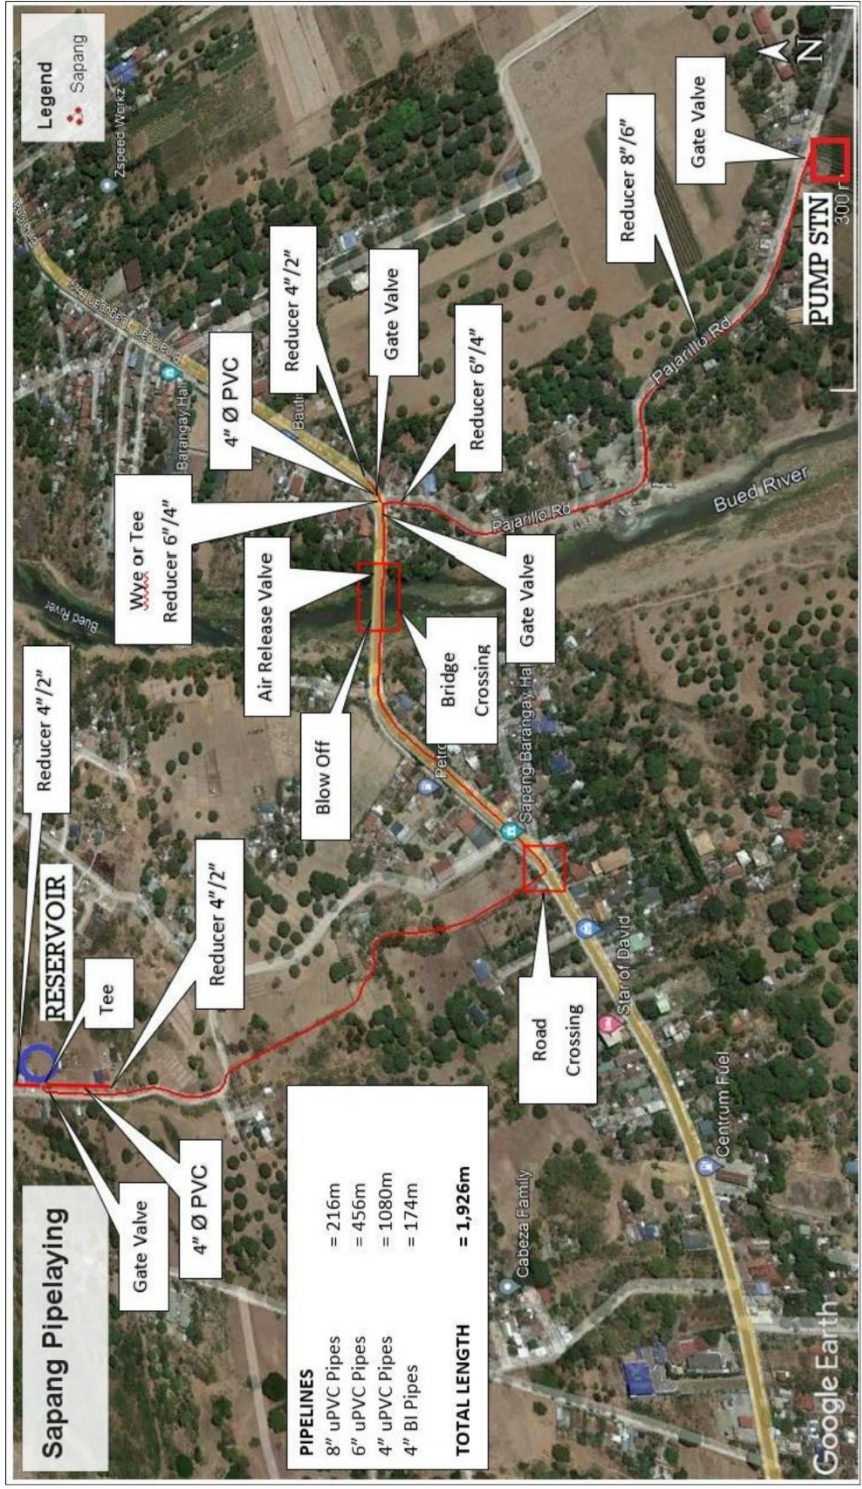 Sapang Pipelaying
Legend
Sapang
Zspeed Workz
Reducer 4"/2"
RESERVOIR
Tee
Reducer 4"/2"
Gate Valve
4" Ø PVC
Bued River
Wye or Tee
Reducer 6"/4"
Barangay Hall
4" Ø PVC
Reducer 4"/2"
Gate Valve
Reducer 6"/4"
Air Release Valve
Blow Off
Bridge
Crossing
Gate Valve
Pajarillo Rd
Pajarillo Rd
Bued River
Reducer 8"/6"
Gate Valve
PUMP STN
N
Sapang Barangay Hall
Road
Crossing
Star of David
Centrum Fuel
Cabeza Family
PIPELINES
8" uPVC Pipes = 216m
6" uPVC Pipes = 456m
4" uPVC Pipes = 1080m
4" BI Pipes = 174m
TOTAL LENGTH = 1,926m
Google Earth